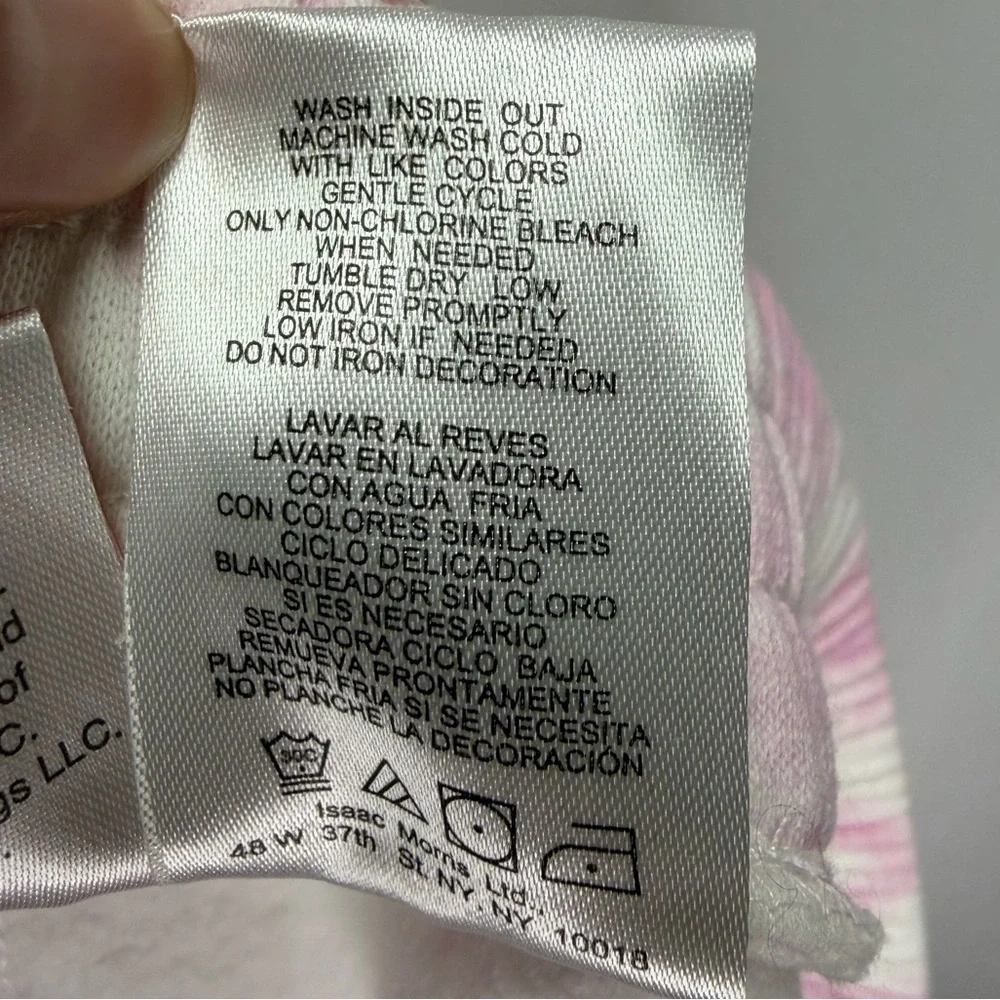 WASH INSIDE OUT
MACHINE WASH COLD
WITH LIKE COLORS
GENTLE CYCLE
ONLY NON-CHLORINE BLEACH
WHEN NEEDED
TUMBLE DRY LOW
REMOVE PROMPTLY
LOW IRON IF NEEDED
DO NOT IRON DECORATION
LAVAR AL REVES
LAVAR EN LAVADORA
CON AGUA FRIA
CON COLORES SIMILARES
CICLO DELICADO
BLANQUEADOR SIN CLORO
SI ES NECESARIO
SECADORA CICLO BAJA
REMUEVA PRONTAMENTE
PLANCHA FRIA SI SE NECESITA
NO PLANCHE LA DECORACIÓN
30C
Isaac Morris Ltd.,
48 W 37th St, NY, NY 10018
of
LLC.